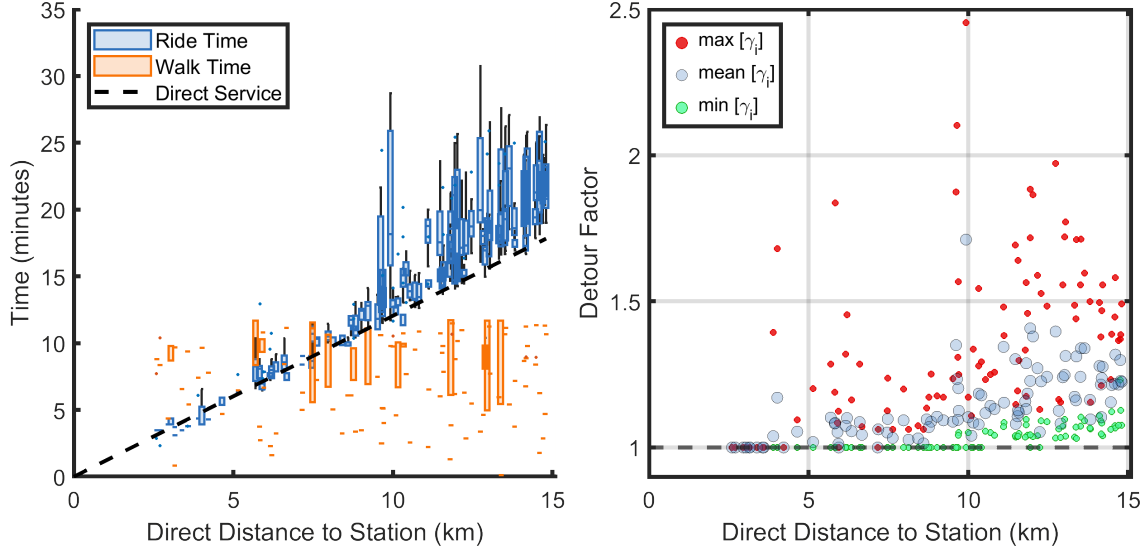 35
30
25
20
15
10
5
0
Time (minutes)
Ride Time
Walk Time
Direct Service
0
5
10
15
Direct Distance to Station (km)
2.5
2
1.5
1
Detour Factor
max [γi]
mean [γi]
min [γi]
0
5
10
15
Direct Distance to Station (km)